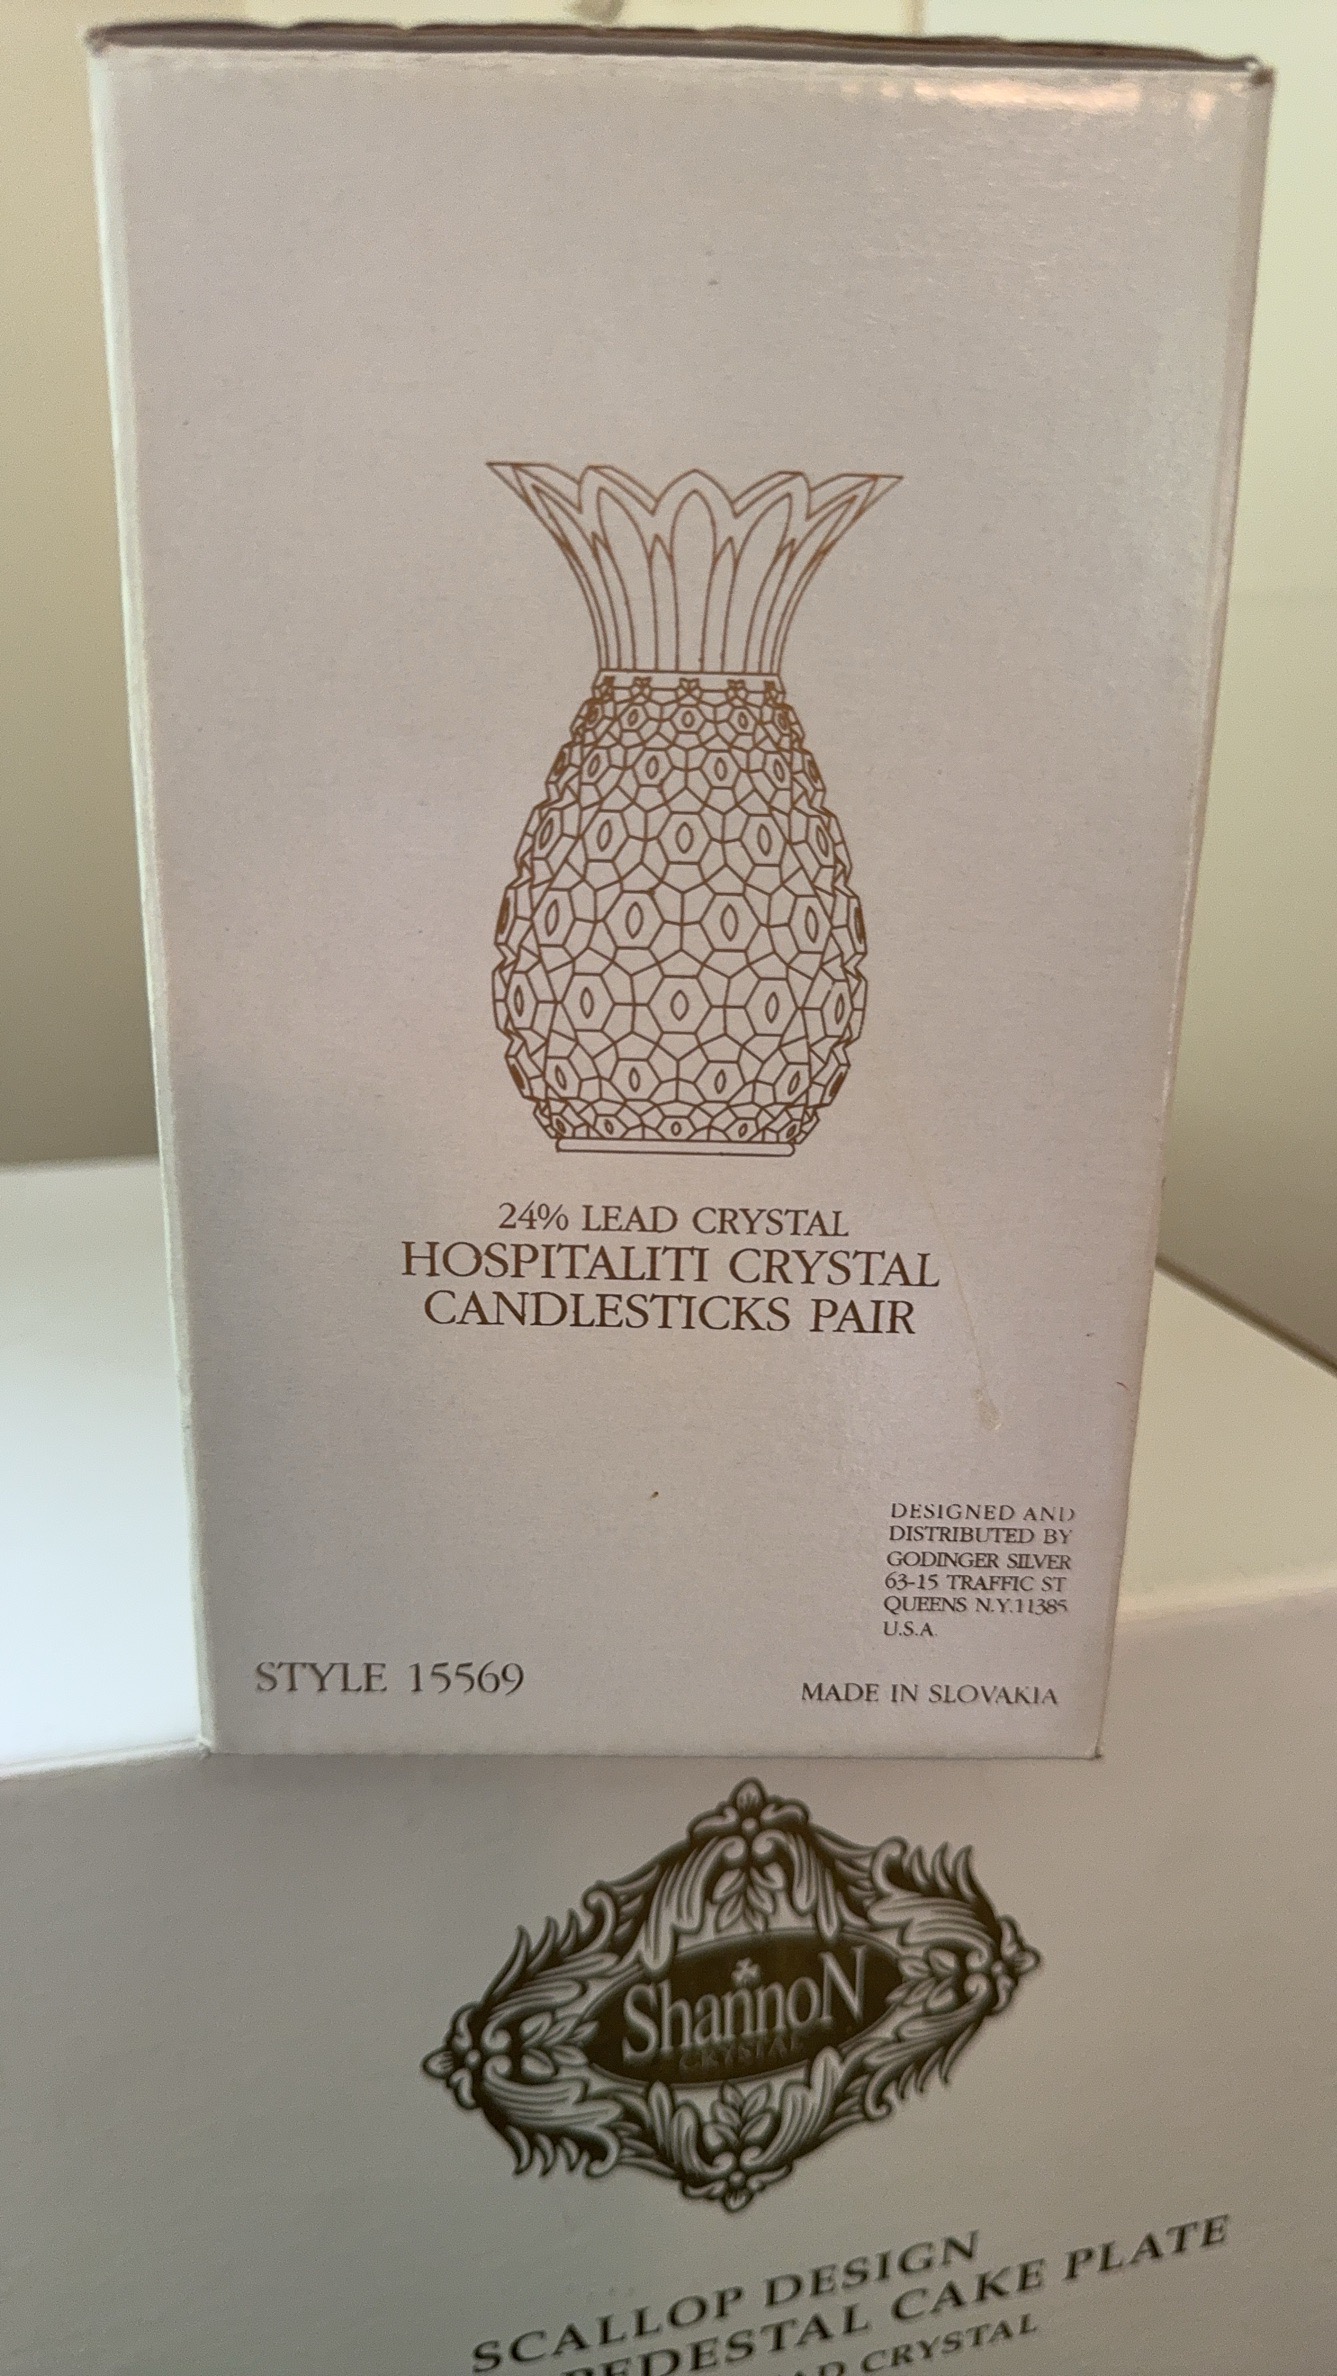 24% LEAD CRYSTAL
HOSPITALITI CRYSTAL
CANDLESTICKS PAIR
DESIGNED AND
DISTRIBUTED BY
GODINGER SILVER
63-15 TRAFFIC ST
QUEENS N.Y.11385
U.S.A.
STYLE 15569
MADE IN SLOVAKIA
ShannoN
CRYSTAL
SCALLOP DESIGN
PEDESTAL CAKE PLATE
CRYSTAL